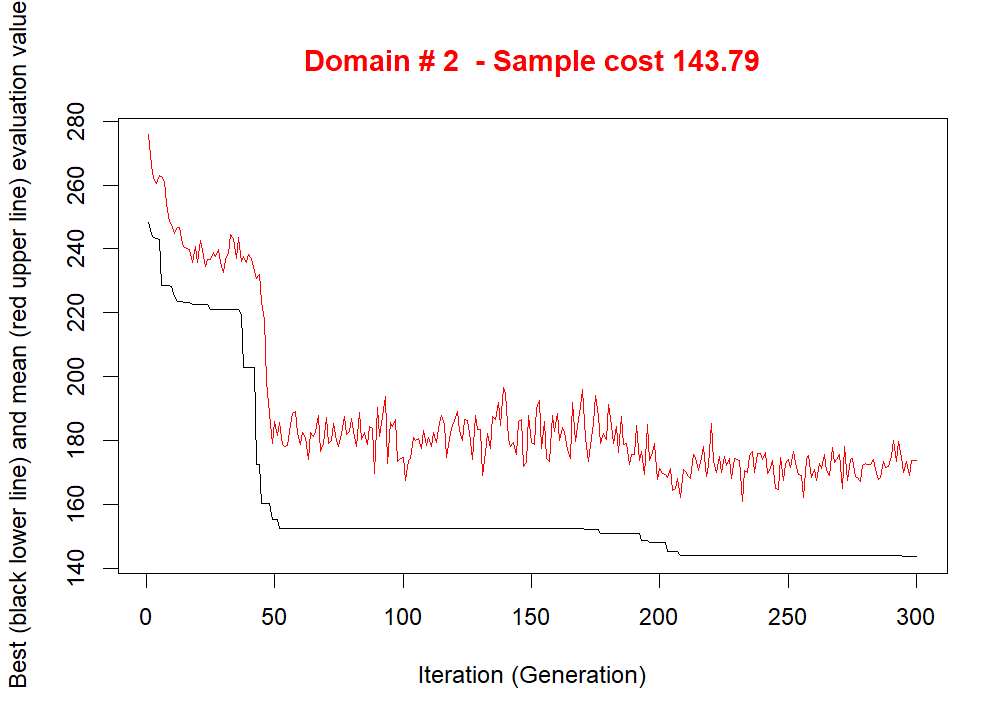 Domain # 2  - Sample cost 143.79
Best (black lower line) and mean (red upper line) evaluation value
280
260
240
220
200
180
160
140
0 50 100 150 200 250 300
Iteration (Generation)